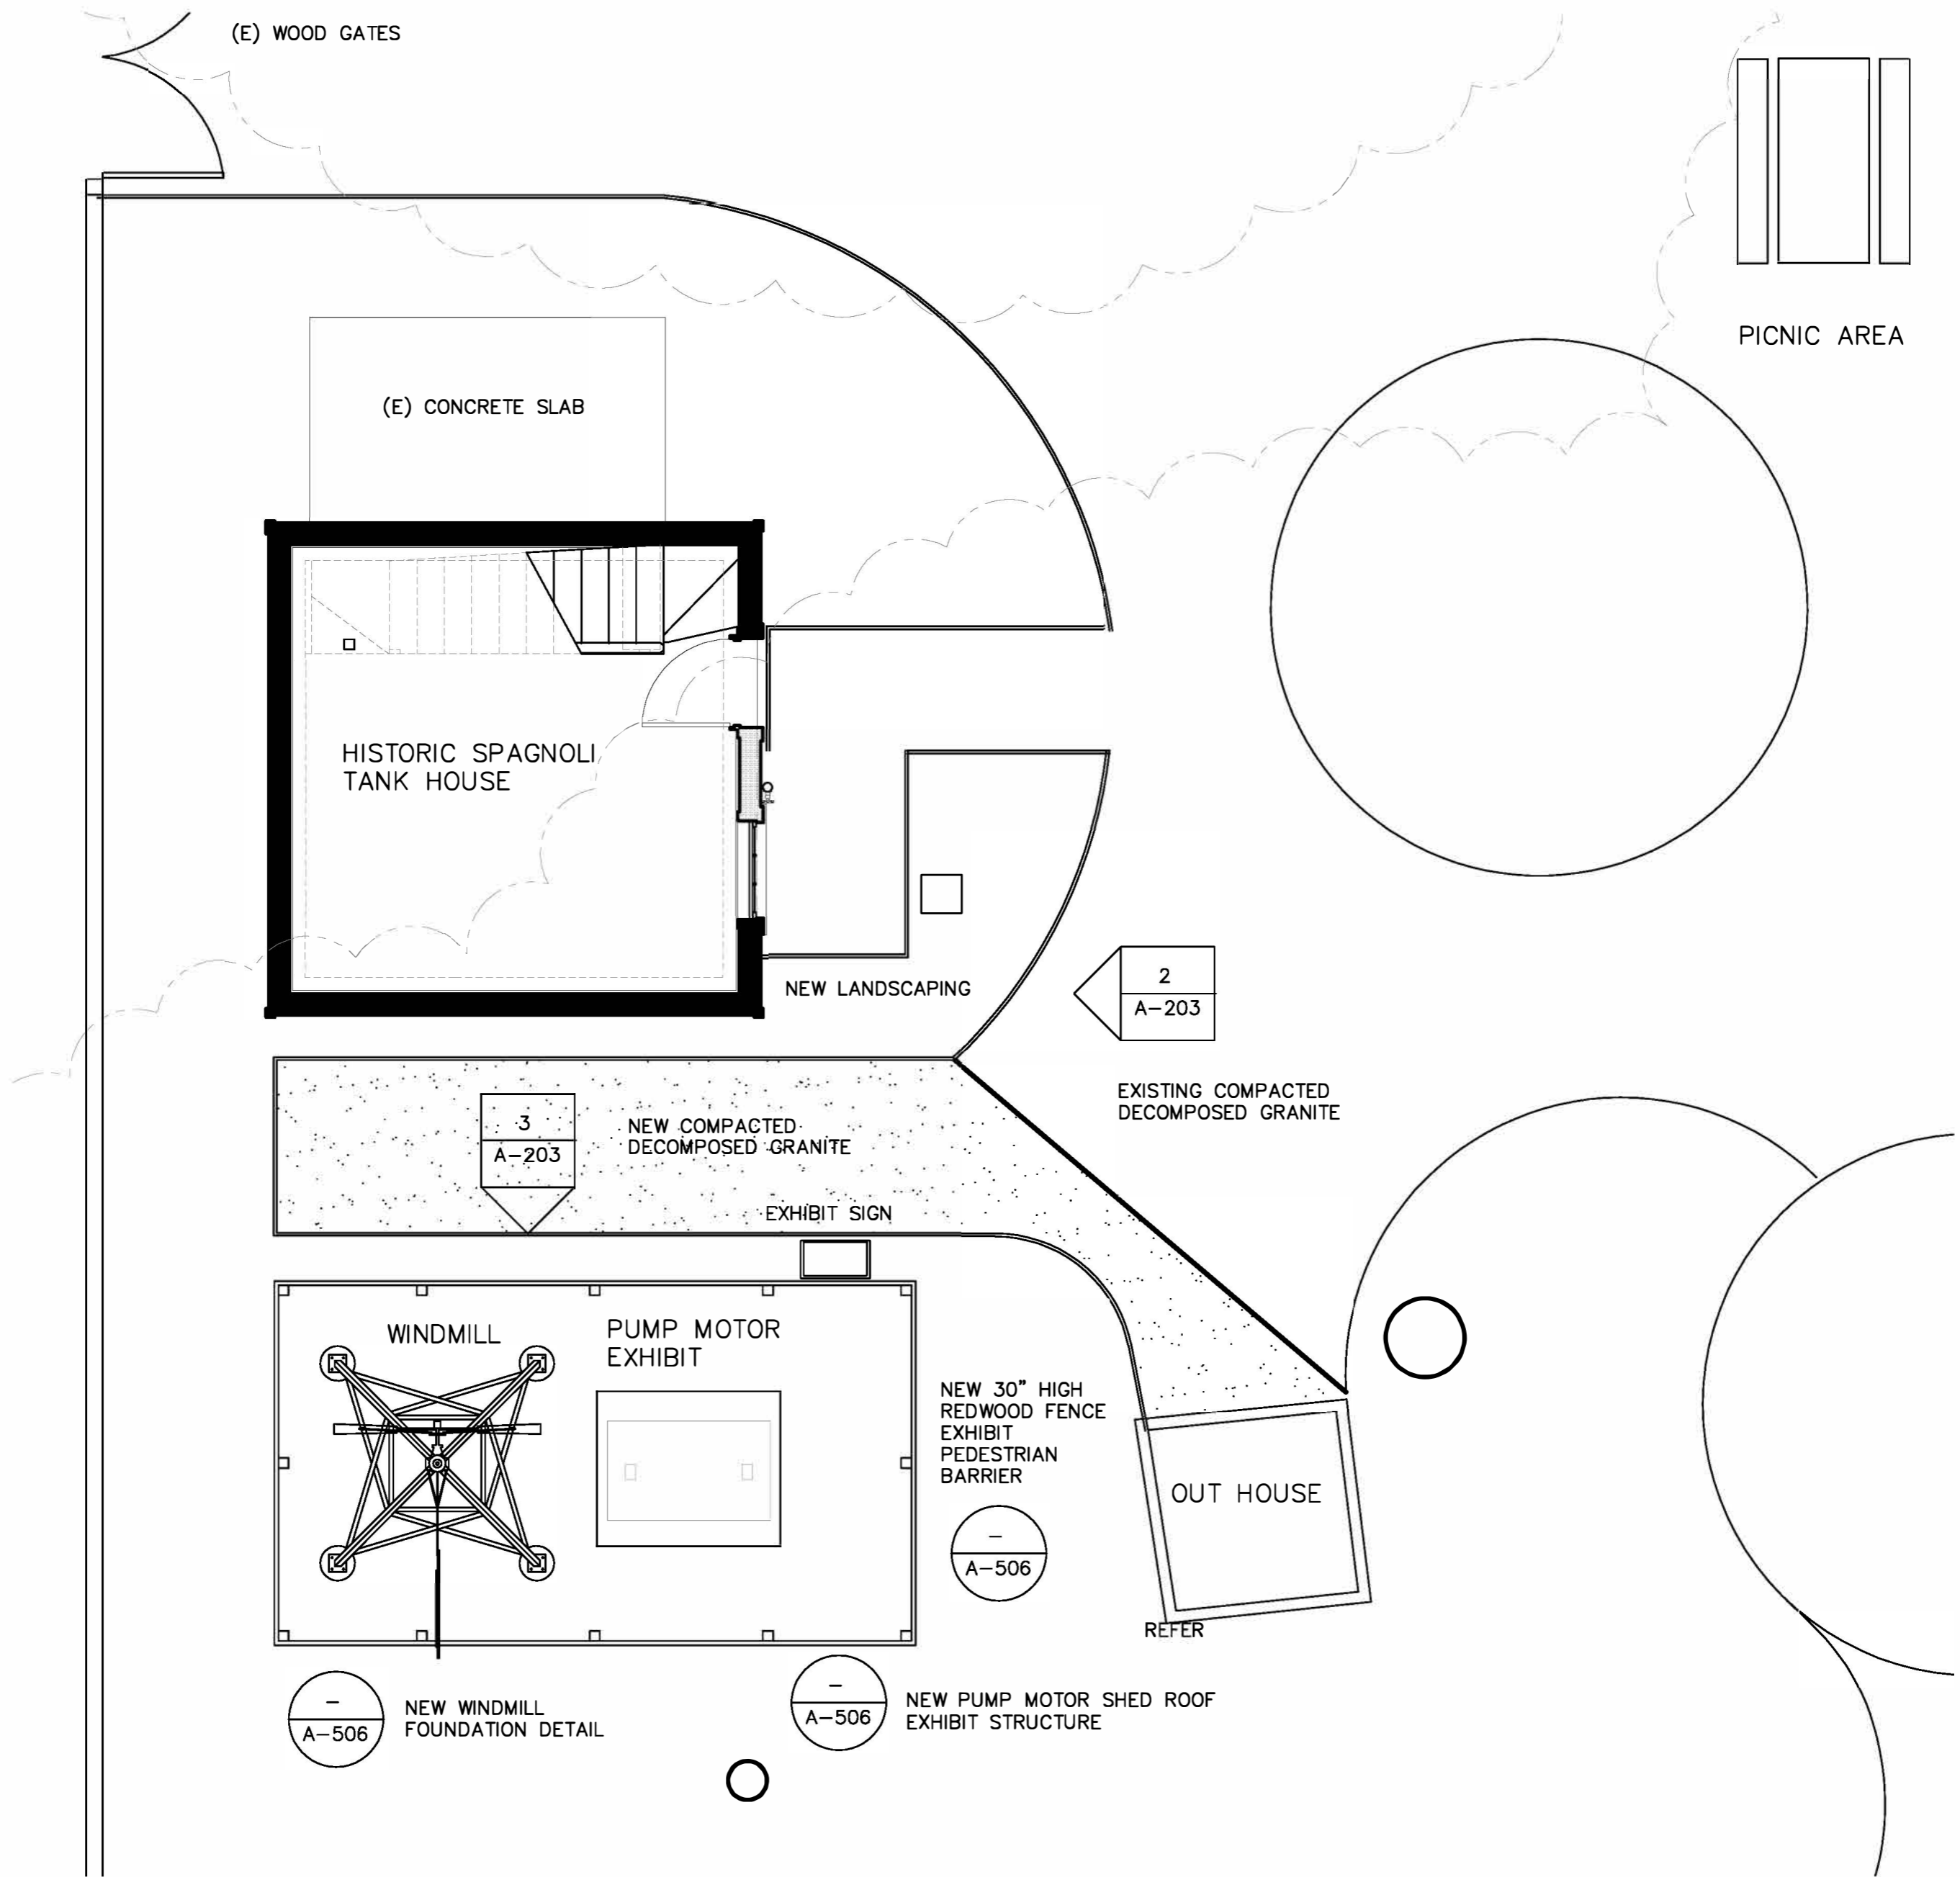 (E) WOOD GATES
PICNIC AREA
(E) CONCRETE SLAB
HISTORIC SPAGNOLI
TANK HOUSE
NEW LANDSCAPING
2
A-203
EXISTING COMPACTED
DECOMPOSED GRANITE
3
A-203
NEW COMPACTED
DECOMPOSED GRANITE
EXHIBIT SIGN
WINDMILL
PUMP MOTOR
EXHIBIT
NEW 30" HIGH
REDWOOD FENCE
EXHIBIT
PEDESTRIAN
BARRIER
-
A-506
OUT HOUSE
REFER
-
A-506
NEW WINDMILL
FOUNDATION DETAIL
-
A-506
NEW PUMP MOTOR SHED ROOF
EXHIBIT STRUCTURE